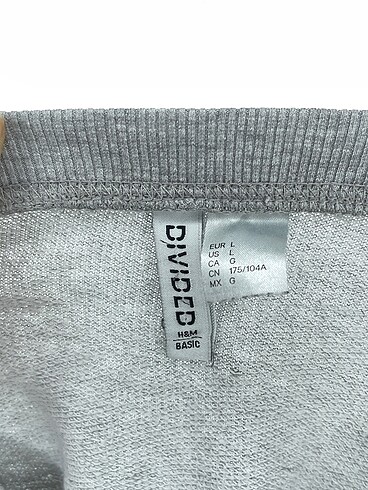 DIVIDED
H&M
BASIC
EUR L
US L
CA G
CN 175/104A
MX G